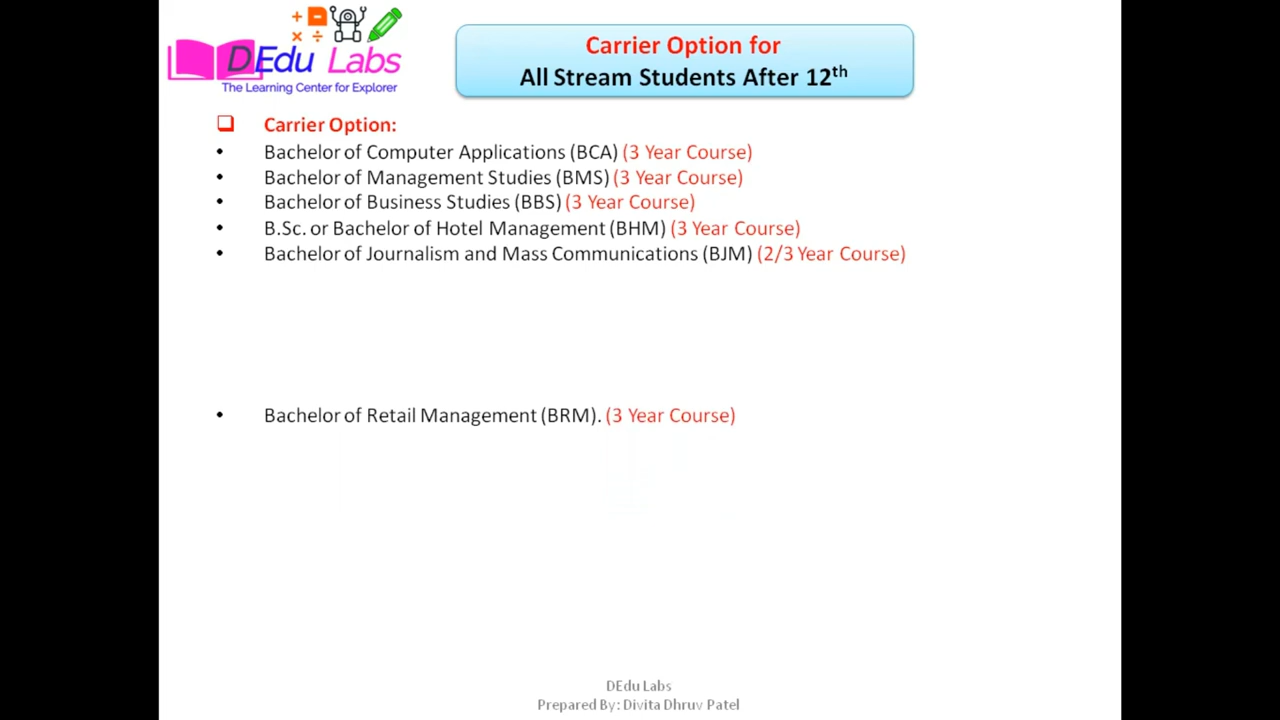 DEdu Labs
The Learning Center for Explorer
Carrier Option for
All Stream Students After 12th
❑ Carrier Option:
• Bachelor of Computer Applications (BCA) (3 Year Course)
• Bachelor of Management Studies (BMS) (3 Year Course)
• Bachelor of Business Studies (BBS) (3 Year Course)
• B.Sc. or Bachelor of Hotel Management (BHM) (3 Year Course)
• Bachelor of Journalism and Mass Communications (BJM) (2/3 Year Course)
• Bachelor of Retail Management (BRM). (3 Year Course)
DEdu Labs
Prepared By: Divita Dhruv Patel